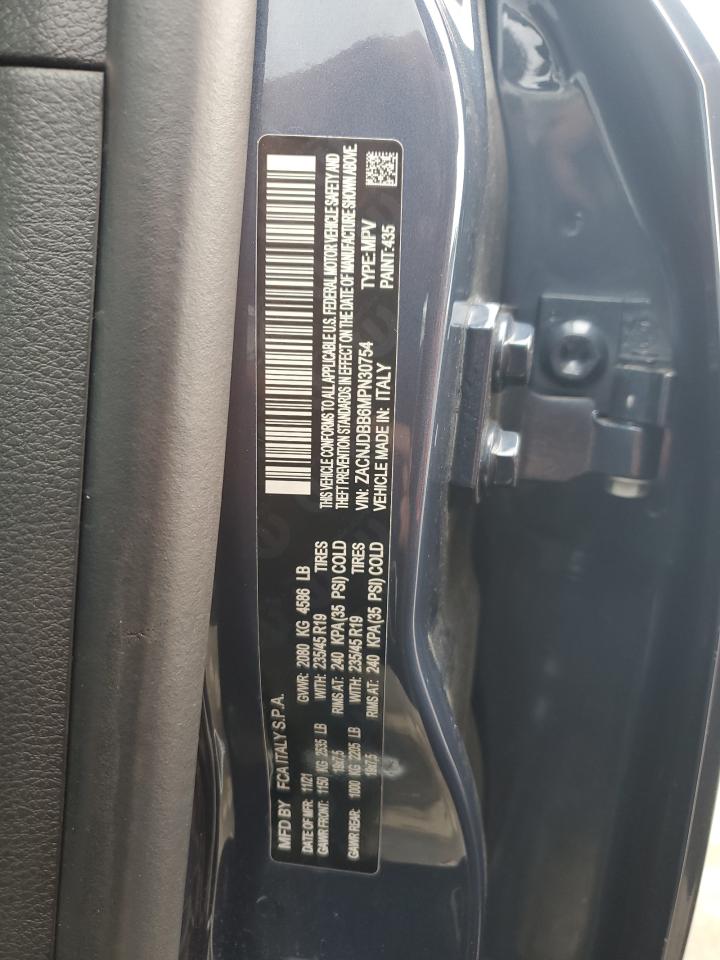 MFD BY FCA ITALY S.P.A.
DATE OF MFR: 11/21 GVWR: 2080 KG 4586 LB
GAWR FRONT: 1150 KG 2535 LB WITH: 235/45 R19 TIRES
19x7,5 RIMS AT: 240 KPA(35 PSI) COLD
GAWR REAR: 1000 KG 2205 LB WITH: 235/45 R19 TIRES
19x7,5 RIMS AT: 240 KPA(35 PSI) COLD
THIS VEHICLE CONFORMS TO ALL APPLICABLE U.S. FEDERAL MOTOR VEHICLE SAFETY AND
THEFT PREVENTION STANDARDS IN EFFECT ON THE DATE OF MANUFACTURE SHOWN ABOVE.
VIN: ZACNJDBB6MPN30754 TYPE:MPV
VEHICLE MADE IN: ITALY PAINT:435